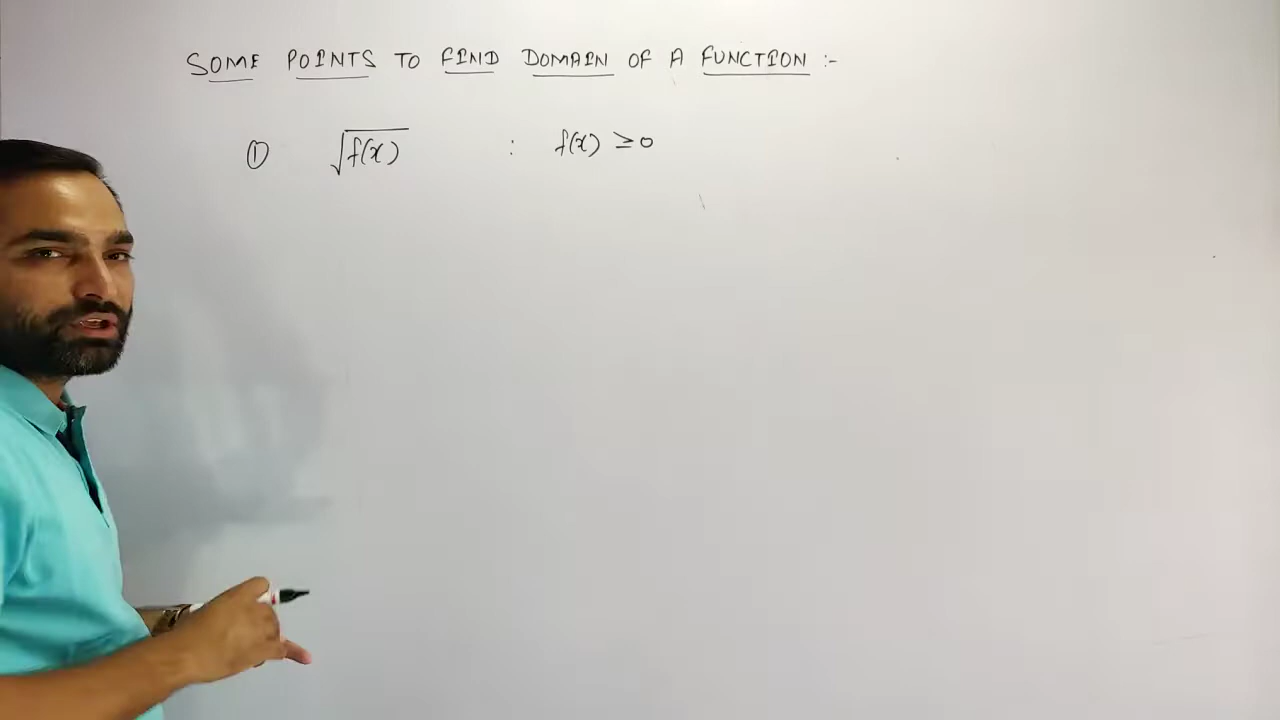 SOME POINTS TO FIND DOMAIN OF A FUNCTION :-
① √f(x) : f(x) ≥0